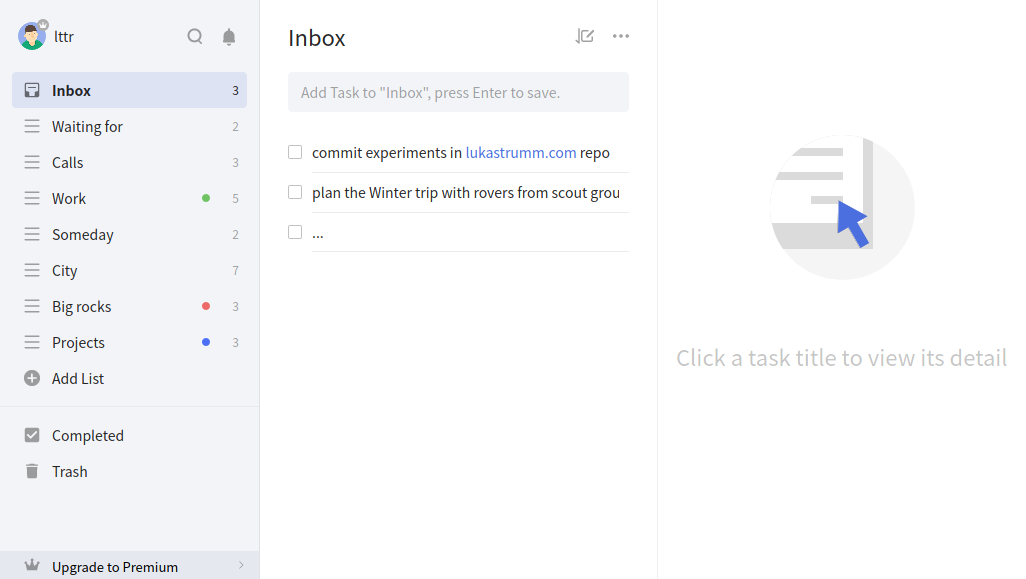 lttr
Inbox 3
Waiting for 2
Calls 3
Work 5
Someday 2
City 7
Big rocks 3
Projects 3
Add List
Completed
Trash
Upgrade to Premium
Inbox
Add Task to "Inbox", press Enter to save.
commit experiments in lukastrumm.com repo
plan the Winter trip with rovers from scout grou
...
Click a task title to view its detail